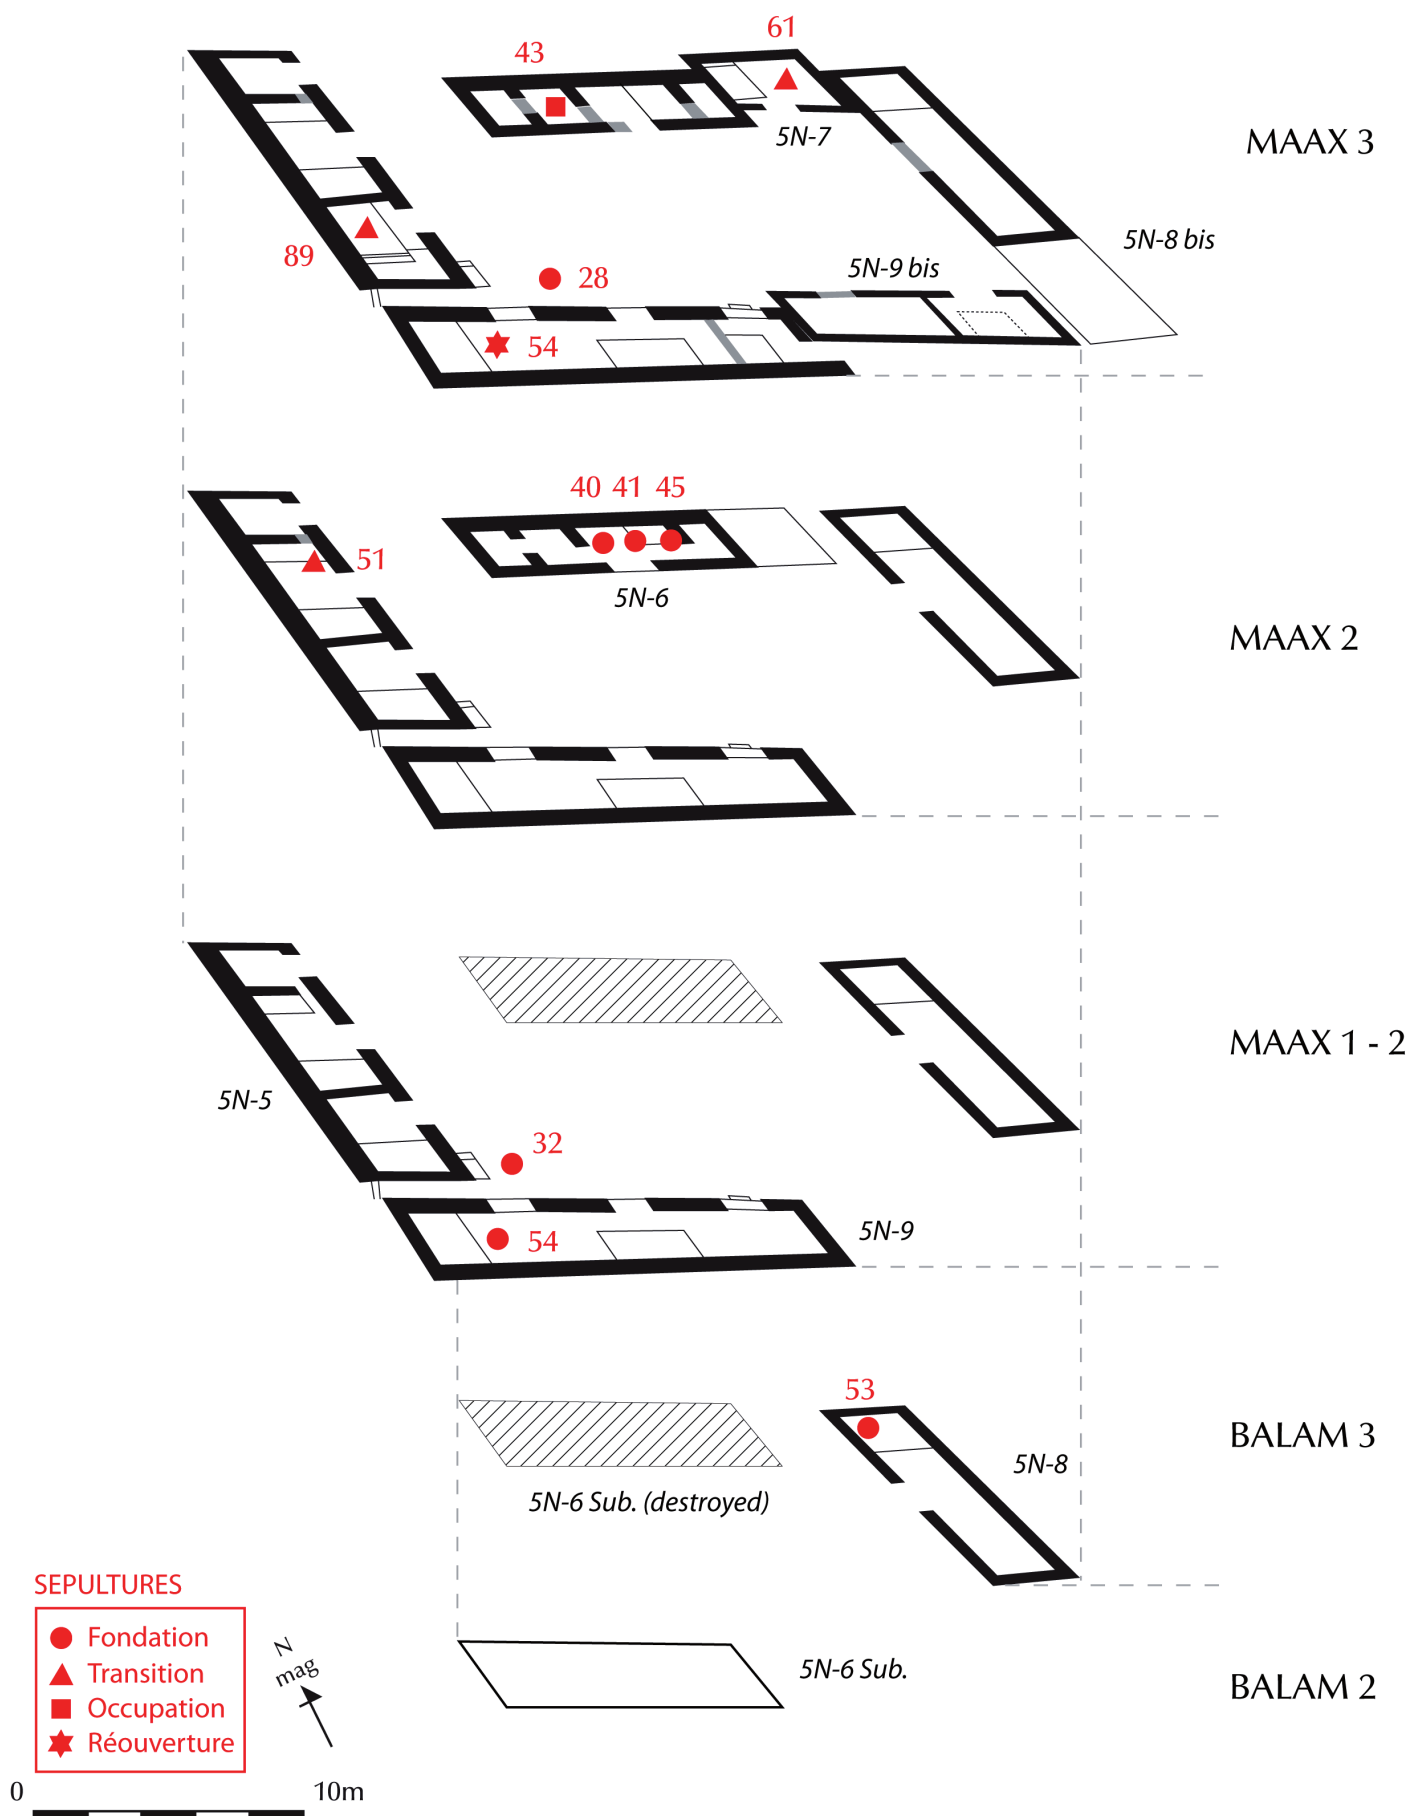 61
43
MAAX 3
5N-7
5N-8 bis
89
28
5N-9 bis
54
40 41 45
51
5N-6
MAAX 2
MAAX 1 - 2
5N-5
32
5N-9
54
53
BALAM 3
5N-8
5N-6 Sub. (destroyed)
SEPULTURES
Fondation
Transition
Occupation
Réouverture
N
mag
5N-6 Sub.
BALAM 2
0 10m